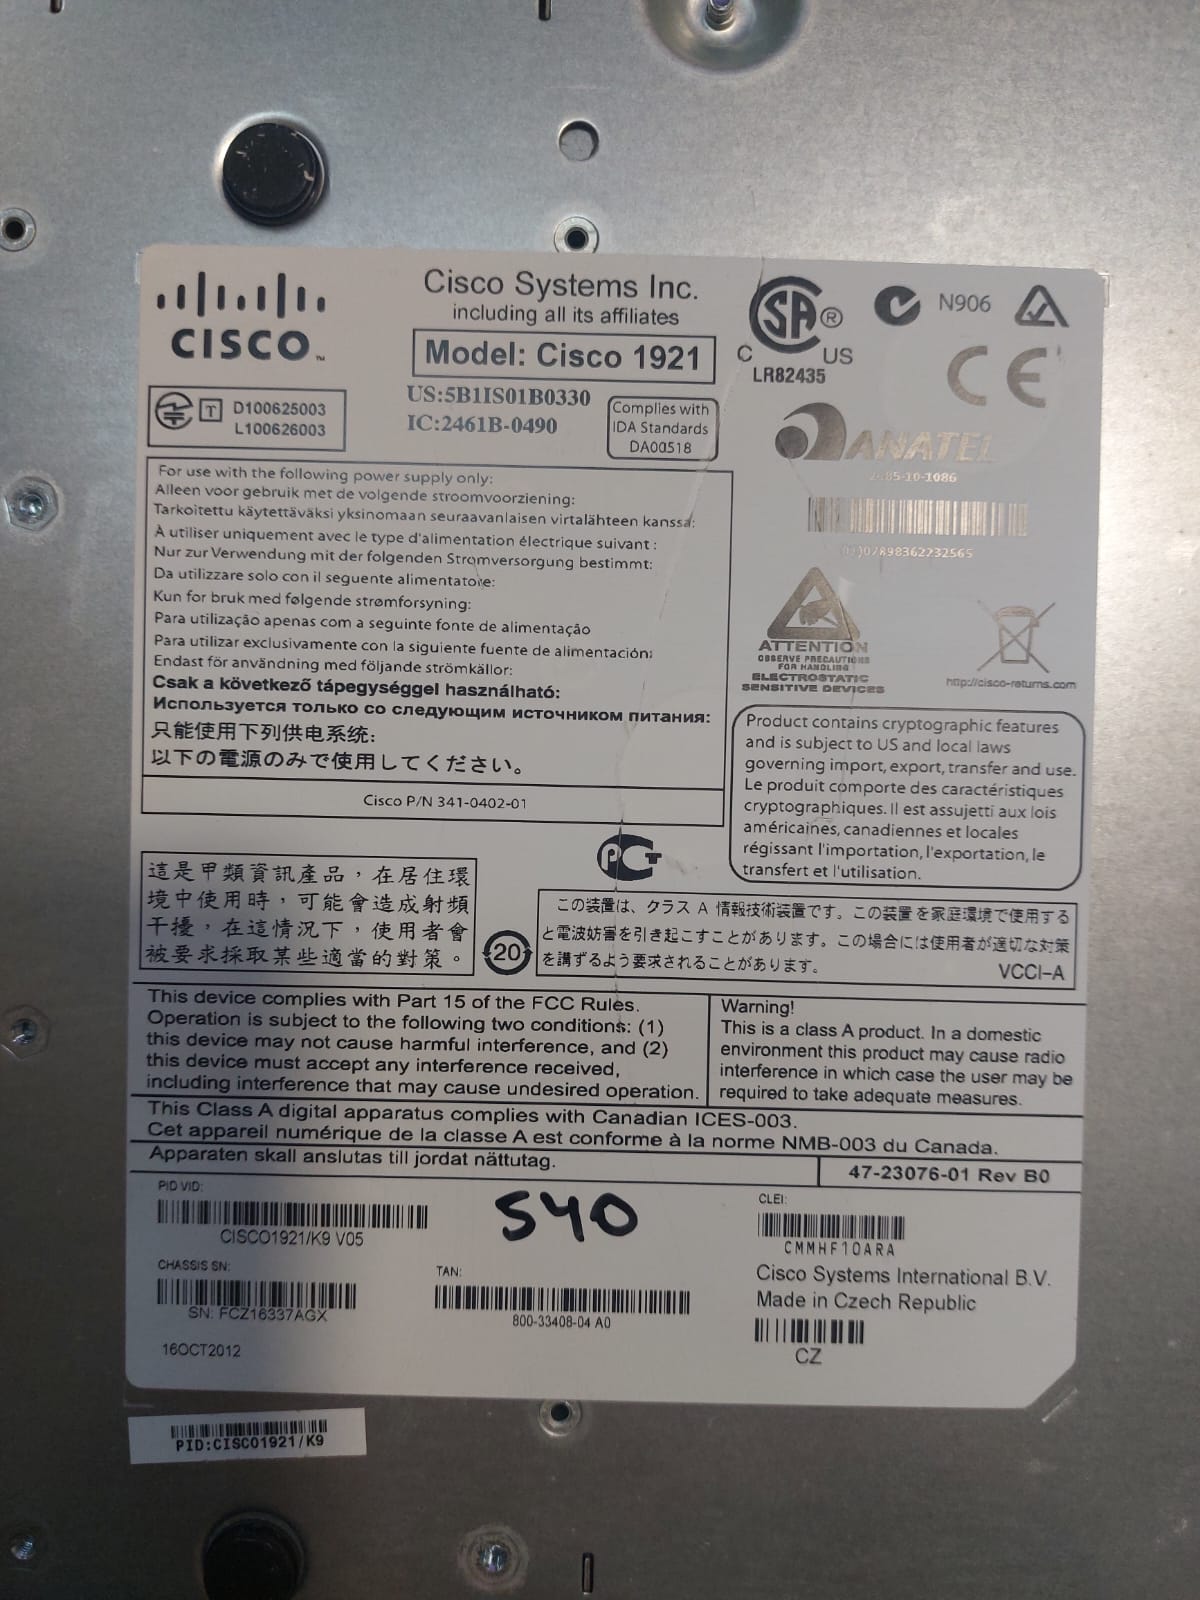 CISCO
TM
Cisco Systems Inc.
including all its affiliates
Model: Cisco 1921
US:5B1IS01B0330
IC:2461B-0490
T
D100625003
L100626003
Complies with
IDA Standards
DA00518
SA ®
C US
LR82435
N906
CE
ANATEL
-10-1086
07898362232565
For use with the following power supply only:
Alleen voor gebruik met de volgende stroomvoorziening:
Tarkoitettu käytettäväksi yksinomaan seuraavanlaisen virtalähteen kanssa:
À utiliser uniquement avec le type d'alimentation électrique suivant :
Nur zur Verwendung mit der folgenden Stromversorgung bestimmt:
Da utilizzare solo con il seguente alimentatore:
Kun for bruk med følgende strømforsyning:
Para utilização apenas com a seguinte fonte de alimentação
Para utilizar exclusivamente con la siguiente fuente de alimentación:
Endast för användning med följande strömkällor:
Csak a következő tápegységgel használható:
Используется только со следующим источником питания:
只能使用下列供电系统:
以下の電源のみで使用してください。
Cisco P/N 341-0402-01
ATTENTION
OBSERVE PRECAUTIONS
FOR HANDLING
ELECTROSTATIC
SENSITIVE DEVICES
http://cisco-returns.com
Product contains cryptographic features
and is subject to US and local laws
governing import, export, transfer and use.
Le produit comporte des caractéristiques
cryptographiques. Il est assujetti aux lois
américaines, canadiennes et locales
régissant l'importation, l'exportation, le
transfert et l'utilisation.
這是甲類資訊產品，在居住環
境中使用時，可能會造成射頻
干擾，在這情況下，使用者會
被要求採取某些適當的對策。
20
この装置は、クラス A 情報技術装置です。この装置を家庭環境で使用する
と電波妨害を引き起こすことがあります。この場合には使用者が適切な対策
を講ずるよう要求されることがあります。
VCCI-A
This device complies with Part 15 of the FCC Rules.
Operation is subject to the following two conditions: (1)
this device may not cause harmful interference, and (2)
this device must accept any interference received,
including interference that may cause undesired operation.
Warning!
This is a class A product. In a domestic
environment this product may cause radio
interference in which case the user may be
required to take adequate measures.
This Class A digital apparatus complies with Canadian ICES-003.
Cet appareil numérique de la classe A est conforme à la norme NMB-003 du Canada.
Apparaten skall anslutas till jordat nättutag.
47-23076-01 Rev B0
PID VID:
CISCO1921/K9 V05
540
CLEI:
CMMHF10ARA
CHASSIS SN:
SN: FCZ16337AGX
TAN:
800-33408-04 A0
Cisco Systems International B.V.
Made in Czech Republic
CZ
16OCT2012
PID:CISCO1921/K9